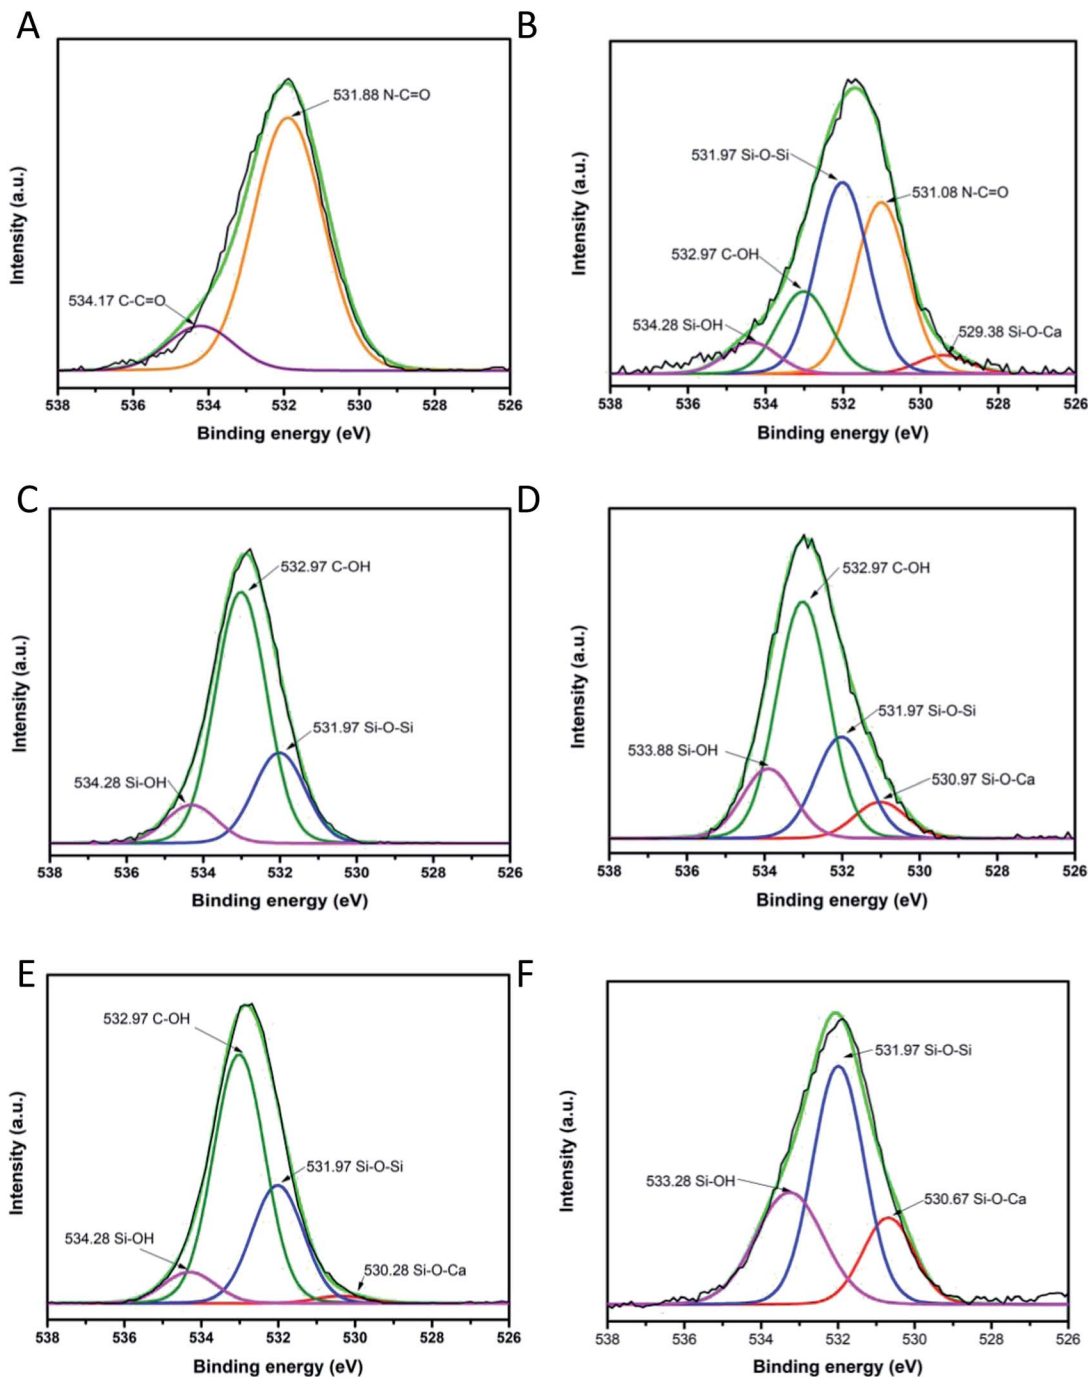 A
B
531.88 N-C=O
534.17 C-C=O
Intensity (a.u.)
538 536 534 532 530 528 526
Binding energy (eV)
531.97 Si-O-Si
531.08 N-C=O
532.97 C-OH
534.28 Si-OH
529.38 Si-O-Ca
Intensity (a.u.)
538 536 534 532 530 528 526
Binding energy (eV)
C
D
532.97 C-OH
531.97 Si-O-Si
534.28 Si-OH
Intensity (a.u.)
538 536 534 532 530 528 526
Binding energy (eV)
532.97 C-OH
531.97 Si-O-Si
533.88 Si-OH
530.97 Si-O-Ca
Intensity (a.u.)
538 536 534 532 530 528 526
Binding energy (eV)
E
F
532.97 C-OH
531.97 Si-O-Si
534.28 Si-OH
530.28 Si-O-Ca
Intensity (a.u.)
538 536 534 532 530 528 526
Binding energy (eV)
531.97 Si-O-Si
533.28 Si-OH
530.67 Si-O-Ca
Intensity (a.u.)
538 536 534 532 530 528 526
Binding energy (eV)